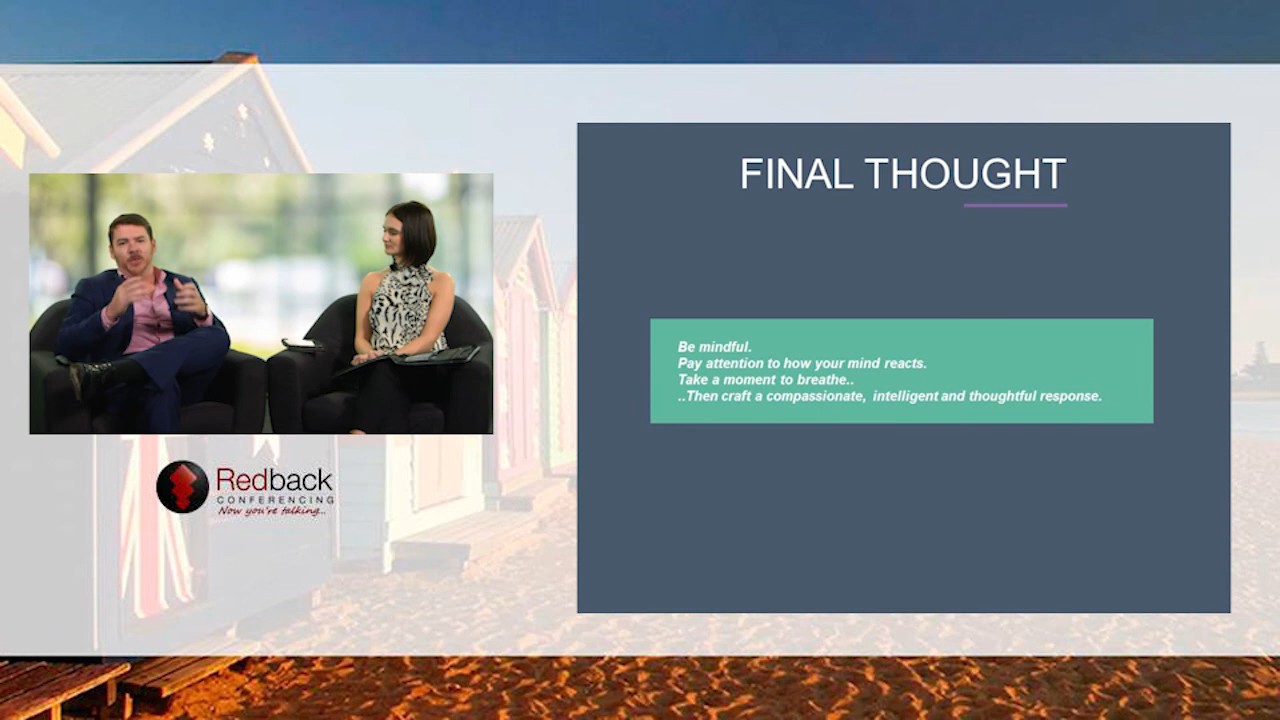 FINAL THOUGHT
Be mindful.
Pay attention to how your mind reacts.
Take a moment to breathe..
..Then craft a compassionate, intelligent and thoughtful response.
Redback
CONFERENCING
Now you're talking...